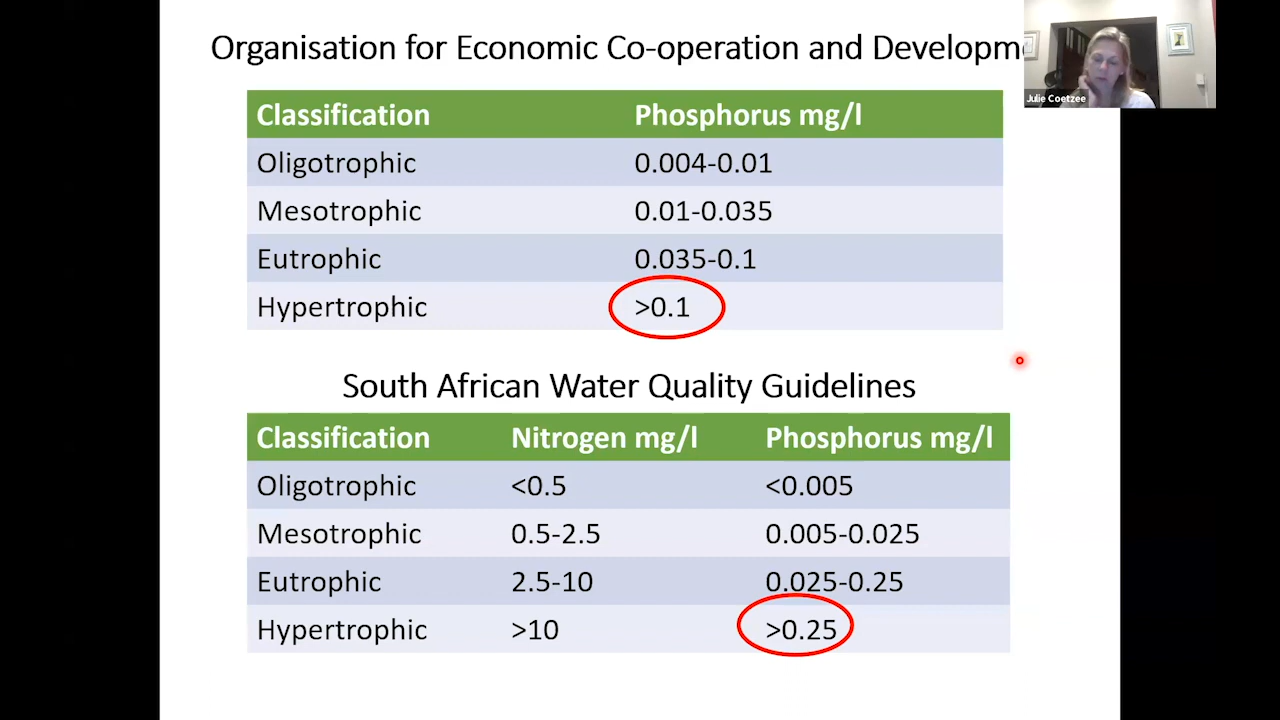 Organisation for Economic Co-operation and Developm
Julie Coetzee
Classification Phosphorus mg/l
Oligotrophic 0.004-0.01
Mesotrophic 0.01-0.035
Eutrophic 0.035-0.1
Hypertrophic >0.1
South African Water Quality Guidelines
Classification Nitrogen mg/l Phosphorus mg/l
Oligotrophic <0.5 <0.005
Mesotrophic 0.5-2.5 0.005-0.025
Eutrophic 2.5-10 0.025-0.25
Hypertrophic >10 >0.25